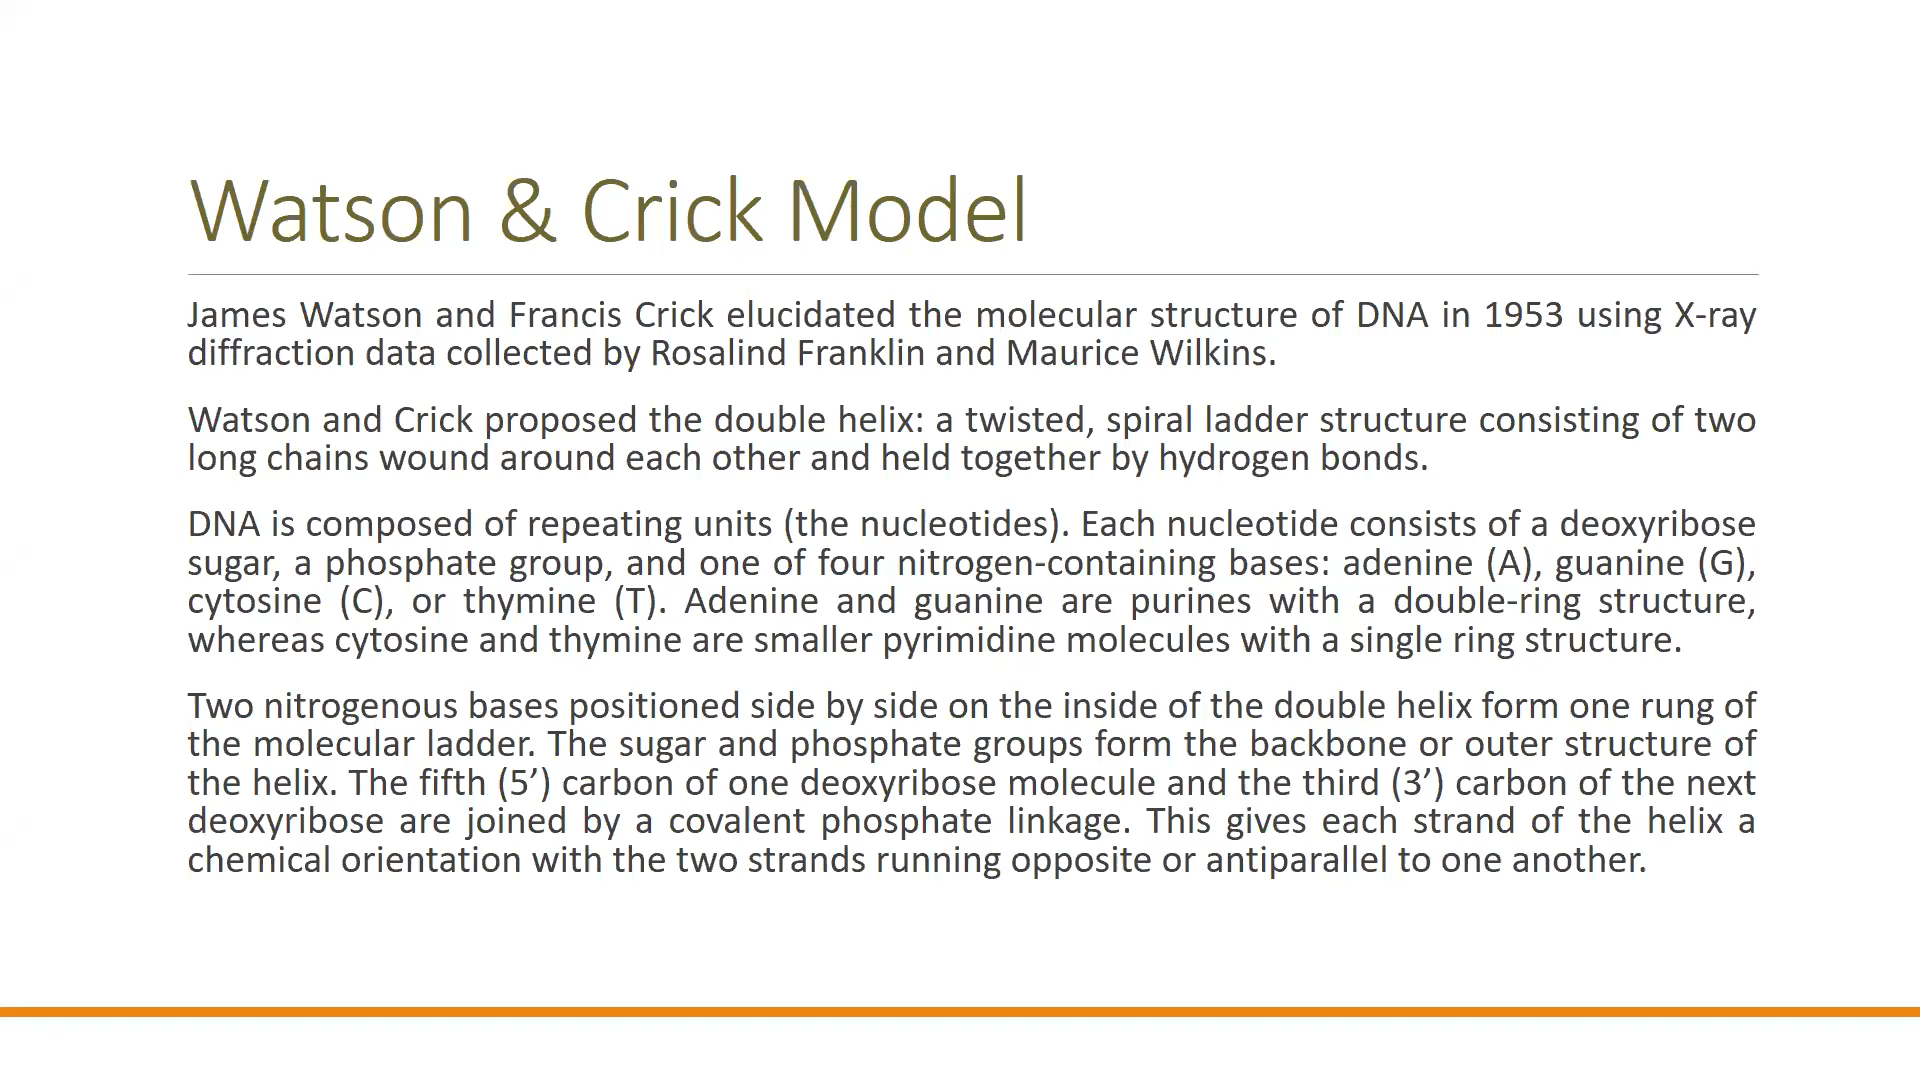 Watson & Crick Model
James Watson and Francis Crick elucidated the molecular structure of DNA in 1953 using X-ray
diffraction data collected by Rosalind Franklin and Maurice Wilkins.
Watson and Crick proposed the double helix: a twisted, spiral ladder structure consisting of two
long chains wound around each other and held together by hydrogen bonds.
DNA is composed of repeating units (the nucleotides). Each nucleotide consists of a deoxyribose
sugar, a phosphate group, and one of four nitrogen-containing bases: adenine (A), guanine (G),
cytosine (C), or thymine (T). Adenine and guanine are purines with a double-ring structure,
whereas cytosine and thymine are smaller pyrimidine molecules with a single ring structure.
Two nitrogenous bases positioned side by side on the inside of the double helix form one rung of
the molecular ladder. The sugar and phosphate groups form the backbone or outer structure of
the helix. The fifth (5’) carbon of one deoxyribose molecule and the third (3’) carbon of the next
deoxyribose are joined by a covalent phosphate linkage. This gives each strand of the helix a
chemical orientation with the two strands running opposite or antiparallel to one another.